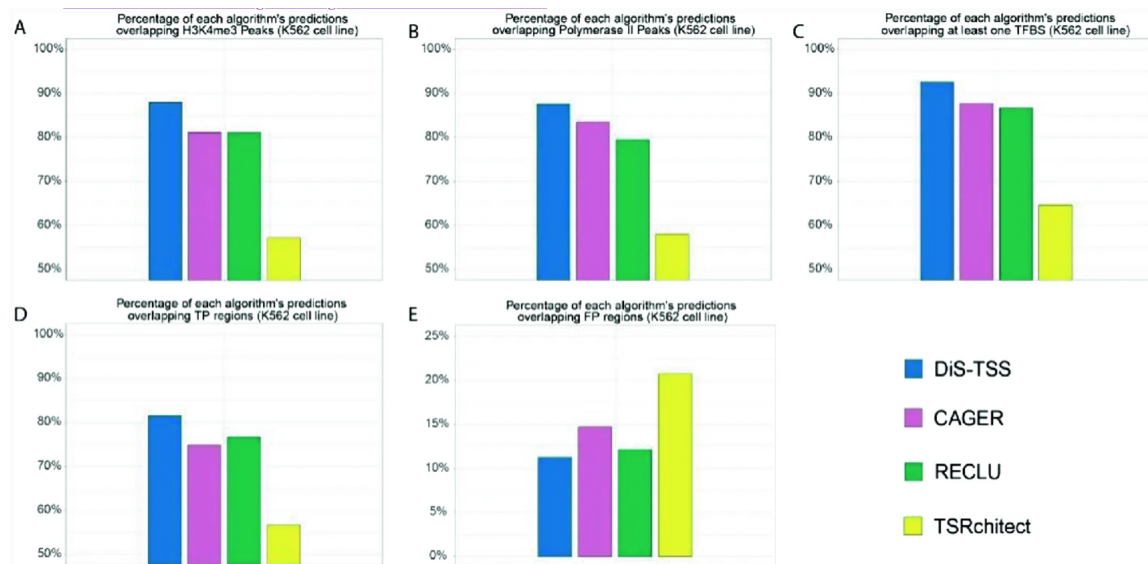 A
Percentage of each algorithm's predictions
overlapping H3K4me3 Peaks (K562 cell line)
100%
90%
80%
70%
60%
50%
B
Percentage of each algorithm's predictions
overlapping Polymerase II Peaks (K562 cell line)
100%
90%
80%
70%
60%
50%
C
Percentage of each algorithm's predictions
overlapping at least one TFBS (K562 cell line)
100%
90%
80%
70%
60%
50%
D
Percentage of each algorithm's predictions
overlapping TP regions (K562 cell line)
100%
90%
80%
70%
60%
50%
E
Percentage of each algorithm's predictions
overlapping FP regions (K562 cell line)
25%
20%
15%
10%
5%
0%
DiS-TSS
CAGER
RECLU
TSRchitect